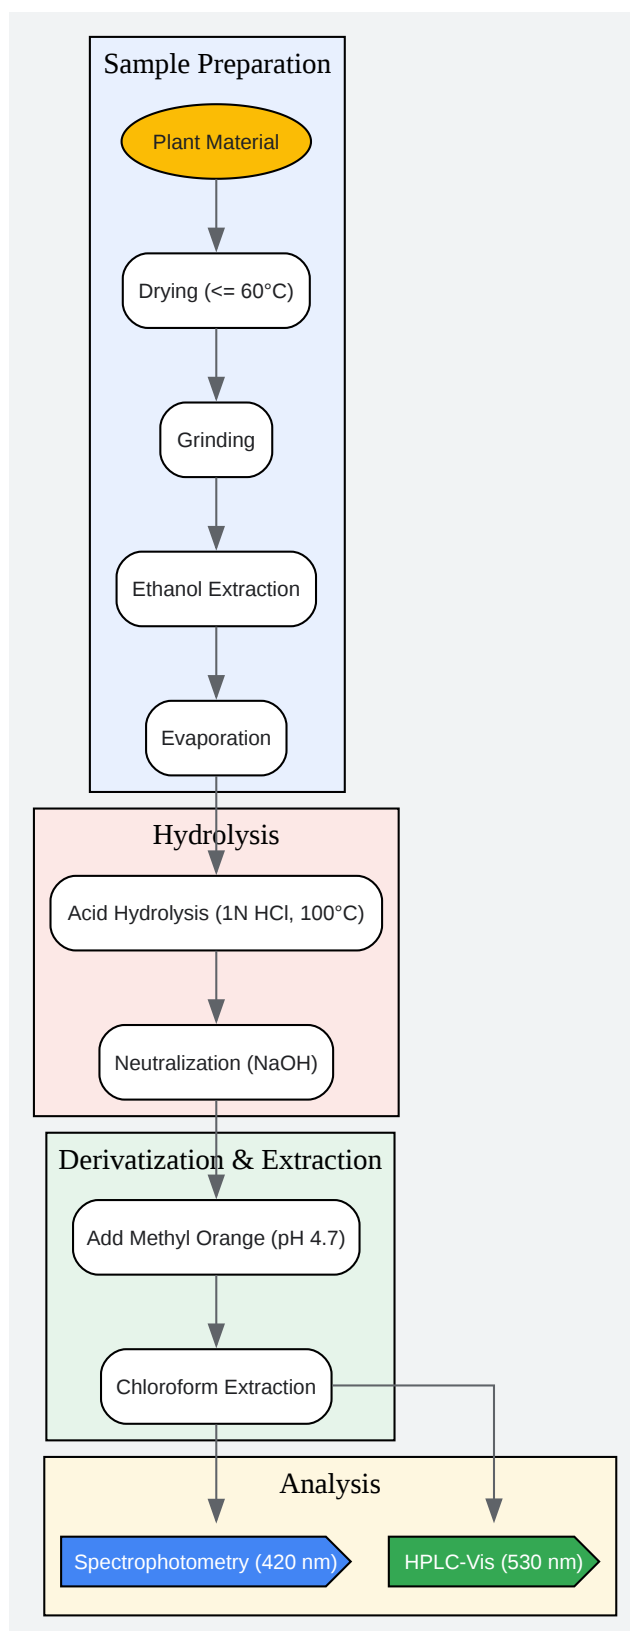 Sample Preparation
Plant Material
Drying (<= 60°C)
Grinding
Ethanol Extraction
Evaporation
Hydrolysis
Acid Hydrolysis (1N HCl, 100°C)
Neutralization (NaOH)
Derivatization & Extraction
Add Methyl Orange (pH 4.7)
Chloroform Extraction
Analysis
Spectrophotometry (420 nm)
HPLC-Vis (530 nm)